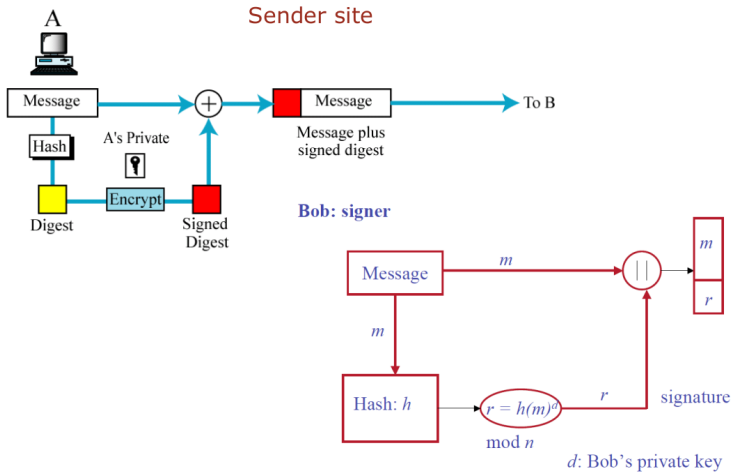 Sender site
A
Message
+
Message
To B
Hash
A's Private
Message plus
signed digest
Encrypt
Digest
Signed
Digest
Bob: signer
Message
m
||
m
r
m
Hash: h
r = h(m)^d
r
signature
mod n
d: Bob's private key